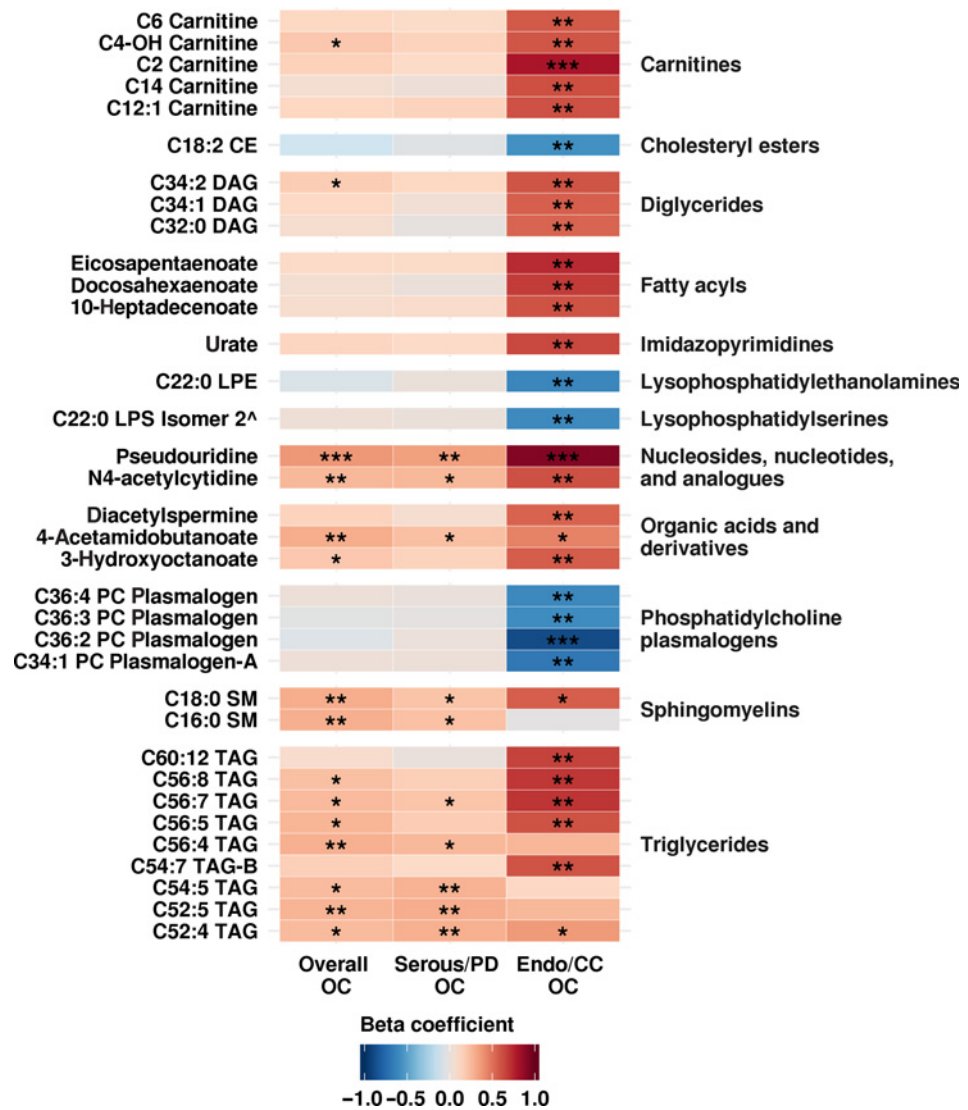 C6 Carnitine **
C4-OH Carnitine * **
C2 Carnitine *** Carnitines
C14 Carnitine **
C12:1 Carnitine **
C18:2 CE ** Cholesteryl esters
C34:2 DAG * **
C34:1 DAG ** Diglycerides
C32:0 DAG **
Eicosapentaenoate **
Docosahexaenoate ** Fatty acyls
10-Heptadecenoate **
Urate ** Imidazopyrimidines
C22:0 LPE ** Lysophosphatidylethanolamines
C22:0 LPS Isomer 2^ ** Lysophosphatidylserines
Pseudouridine *** ** *** Nucleosides, nucleotides,
N4-acetylcytidine ** * ** and analogues
Diacetylspermine ** Organic acids and
4-Acetamidobutanoate ** * * derivatives
3-Hydroxyoctanoate * **
C36:4 PC Plasmalogen **
C36:3 PC Plasmalogen ** Phosphatidylcholine
C36:2 PC Plasmalogen *** plasmalogens
C34:1 PC Plasmalogen-A **
C18:0 SM ** * * Sphingomyelins
C16:0 SM ** *
C60:12 TAG **
C56:8 TAG * **
C56:7 TAG * * **
C56:5 TAG * **
C56:4 TAG ** * Triglycerides
C54:7 TAG-B **
C54:5 TAG * **
C52:5 TAG ** **
C52:4 TAG * ** *
Overall Serous/PD Endo/CC
OC OC OC
Beta coefficient
−1.0 −0.5 0.0 0.5 1.0